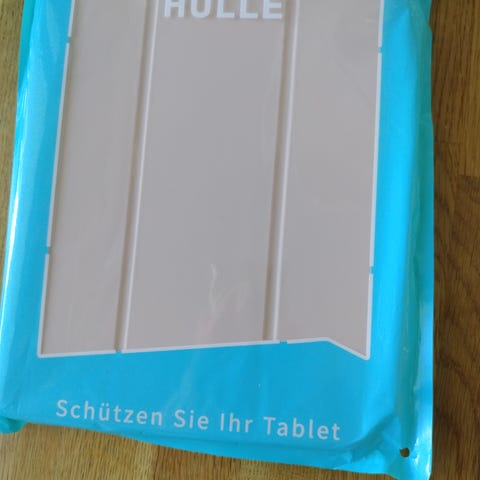 HÜLLE
Schützen Sie Ihr Tablet